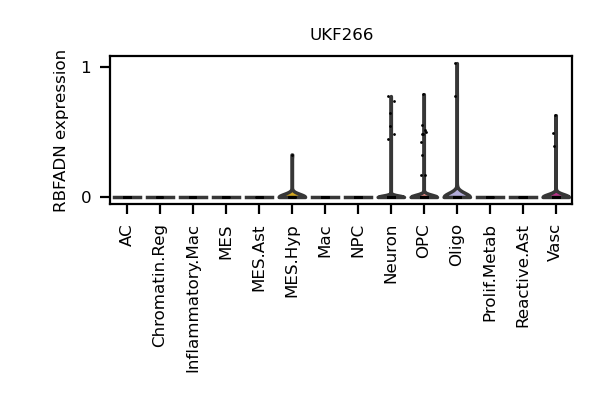 UKF266
RBFADN expression
1
0
AC
Chromatin.Reg
Inflammatory.Mac
MES
MES.Ast
MES.Hyp
Mac
NPC
Neuron
OPC
Oligo
Prolif.Metab
Reactive.Ast
Vasc